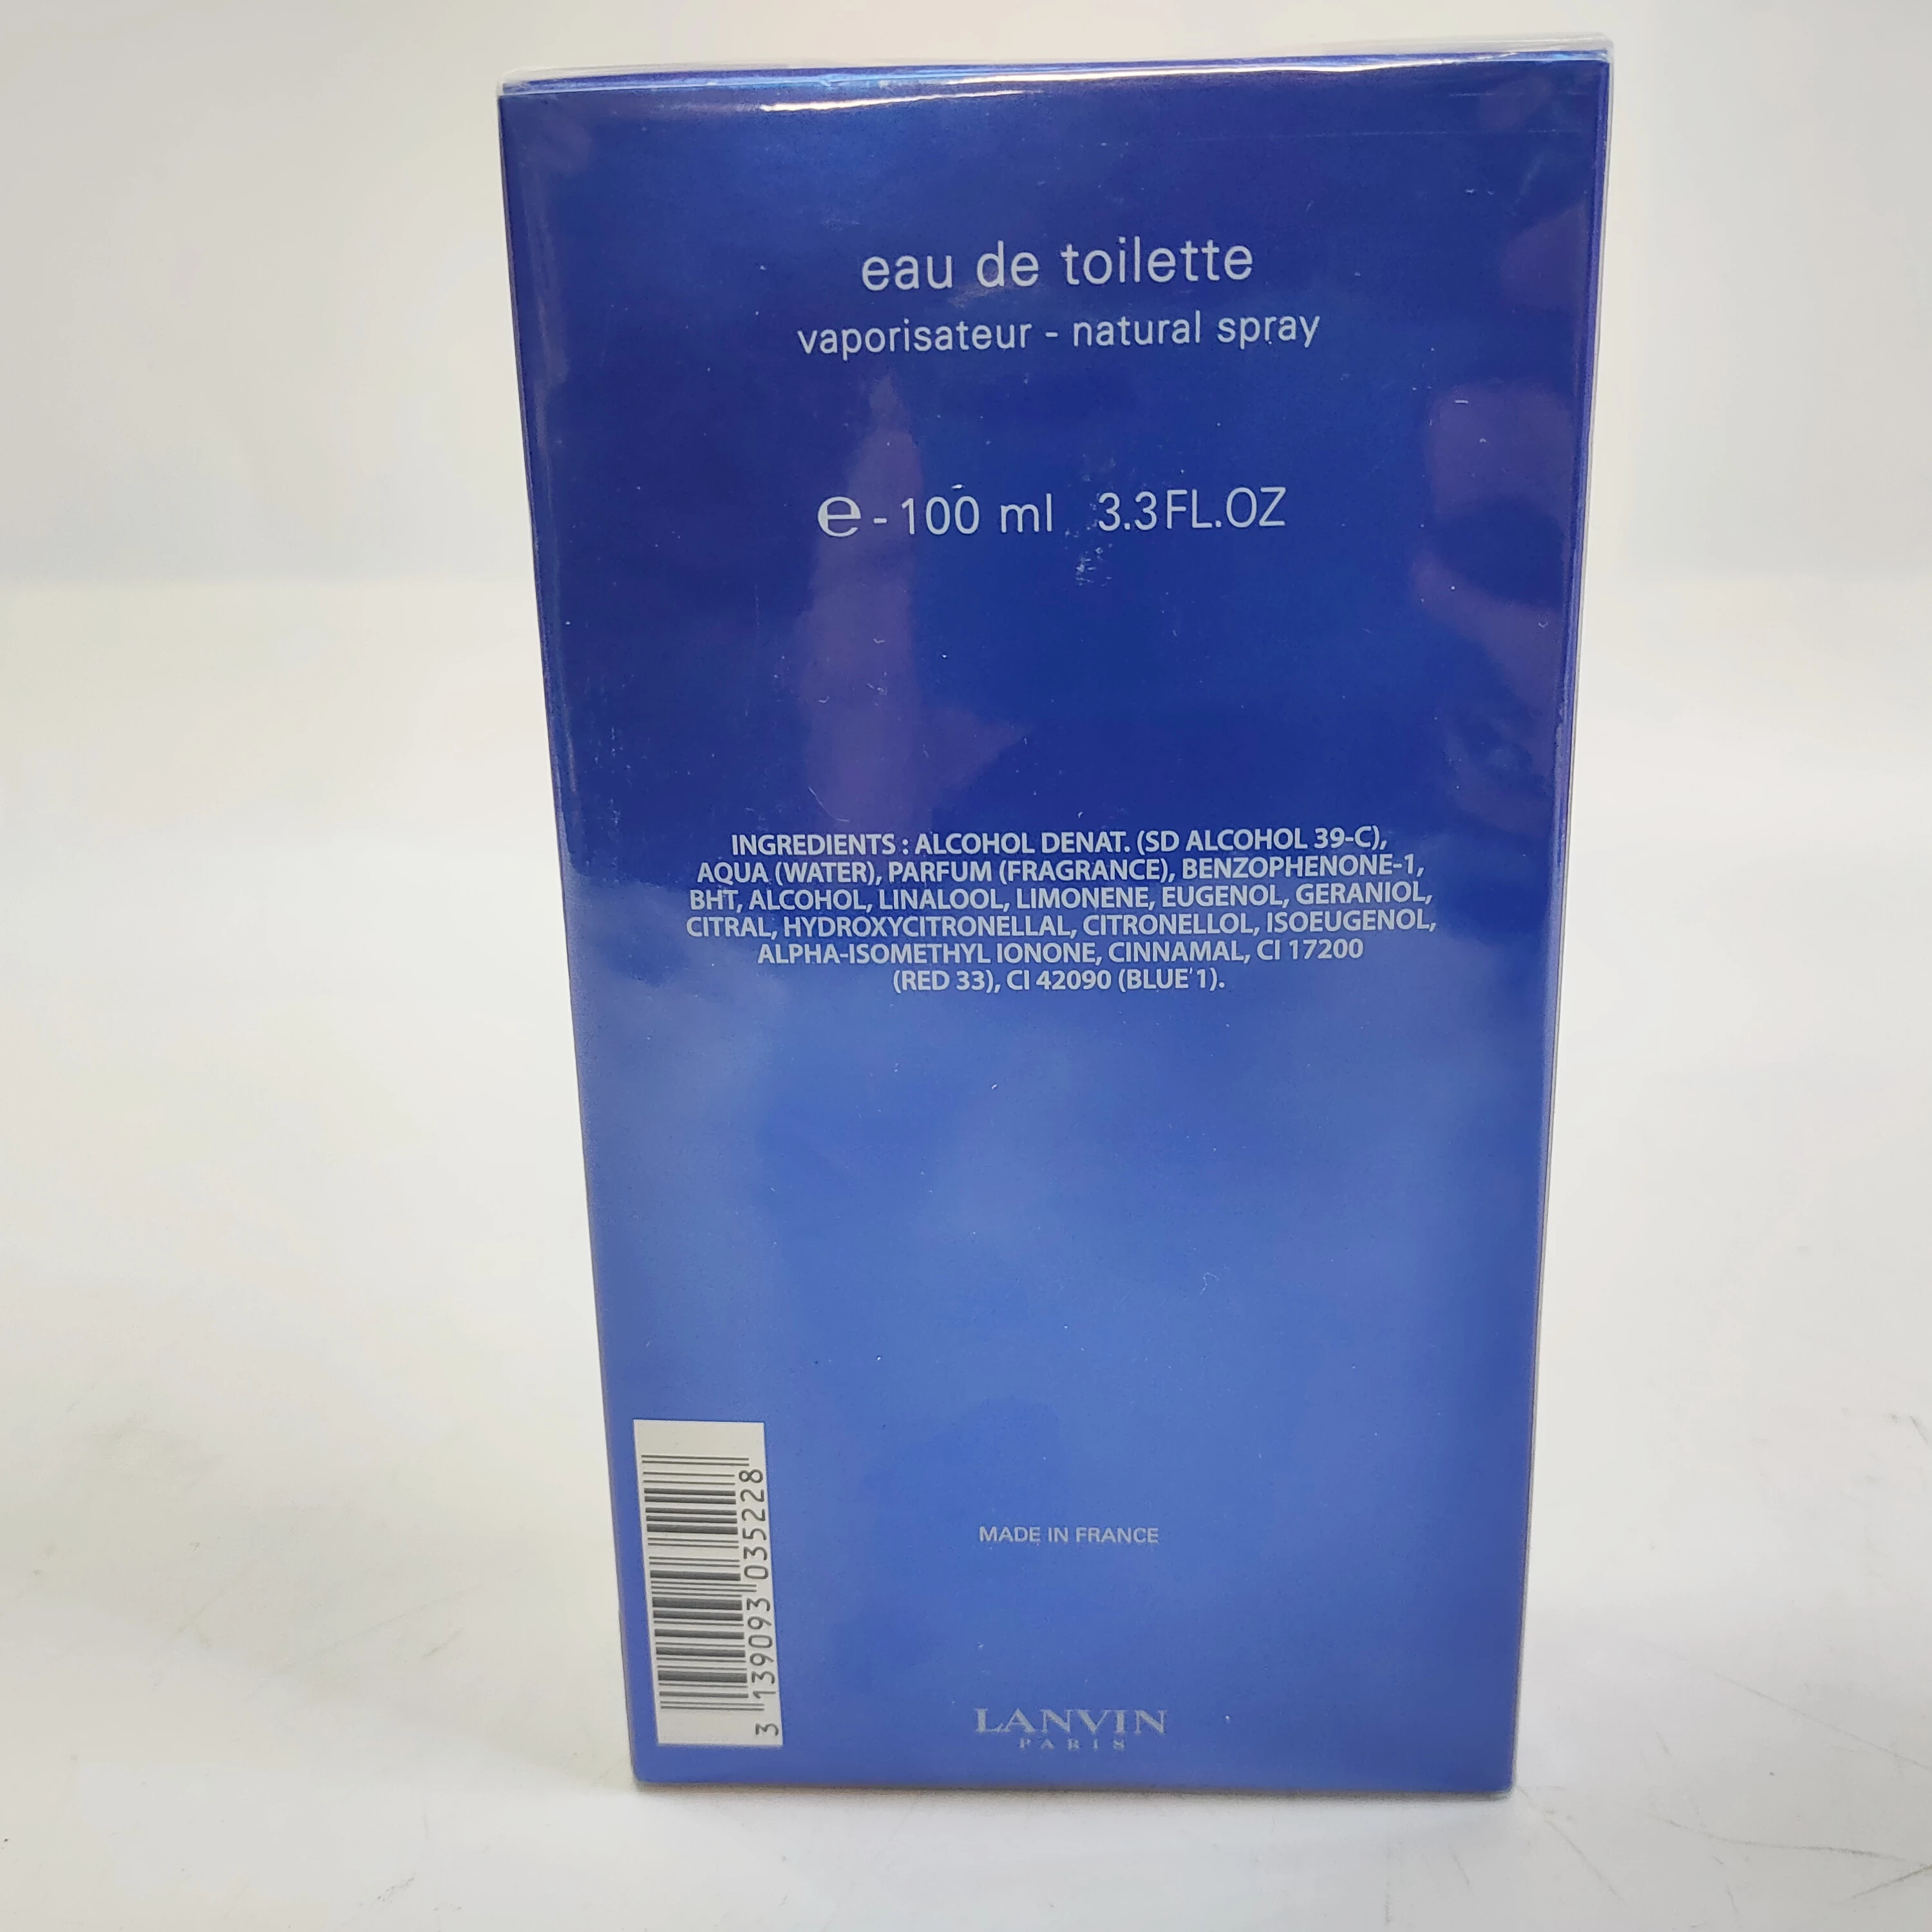 eau de toilette
vaporisateur - natural spray
℮ - 100 ml 3.3 FL.OZ
INGREDIENTS : ALCOHOL DENAT. (SD ALCOHOL 39-C),
AQUA (WATER), PARFUM (FRAGRANCE), BENZOPHENONE-1,
BHT, ALCOHOL, LINALOOL, LIMONENE, EUGENOL, GERANIOL,
CITRAL, HYDROXYCITRONELLAL, CITRONELLOL, ISOEUGENOL,
ALPHA-ISOMETHYL IONONE, CINNAMAL, CI 17200
(RED 33), CI 42090 (BLUE 1).
3 139093 035228
MADE IN FRANCE
LANVIN
PARIS